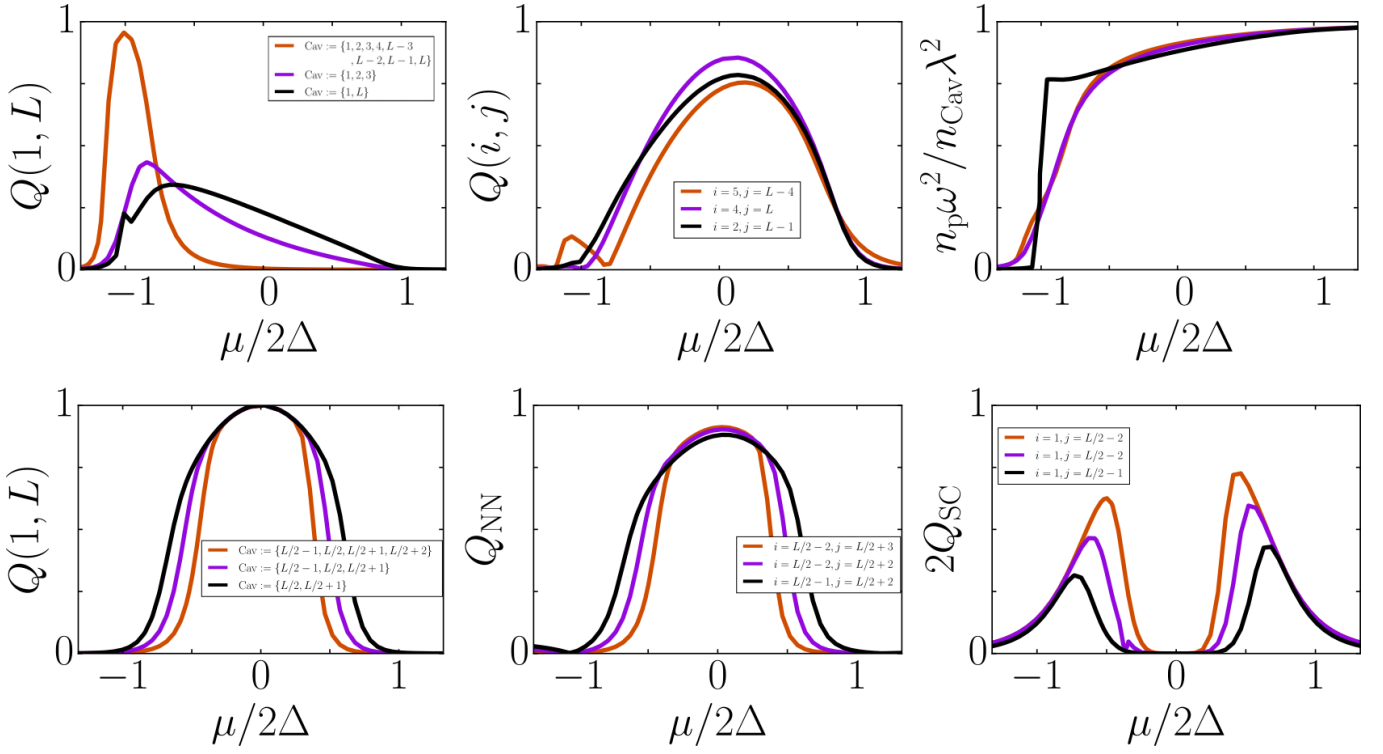 1
Q(1, L)
0
Cav := {1, 2, 3, 4, L − 3
, L − 2, L − 1, L}
Cav := {1, 2, 3}
Cav := {1, L}
−1 0 1
μ/2Δ
1
Q(i, j)
0
i = 5, j = L − 4
i = 4, j = L
i = 2, j = L − 1
−1 0 1
μ/2Δ
1
n_p ω²/n_Cav λ²
0
−1 0 1
μ/2Δ
1
Q(1, L)
0
Cav := {L/2 − 1, L/2, L/2 + 1, L/2 + 2}
Cav := {L/2 − 1, L/2, L/2 + 1}
Cav := {L/2, L/2 + 1}
−1 0 1
μ/2Δ
1
Q_NN
0
i = L/2 − 2, j = L/2 + 3
i = L/2 − 2, j = L/2 + 2
i = L/2 − 1, j = L/2 + 2
−1 0 1
μ/2Δ
1
2Q_SC
0
i = 1, j = L/2 − 2
i = 1, j = L/2 − 2
i = 1, j = L/2 − 1
−1 0 1
μ/2Δ